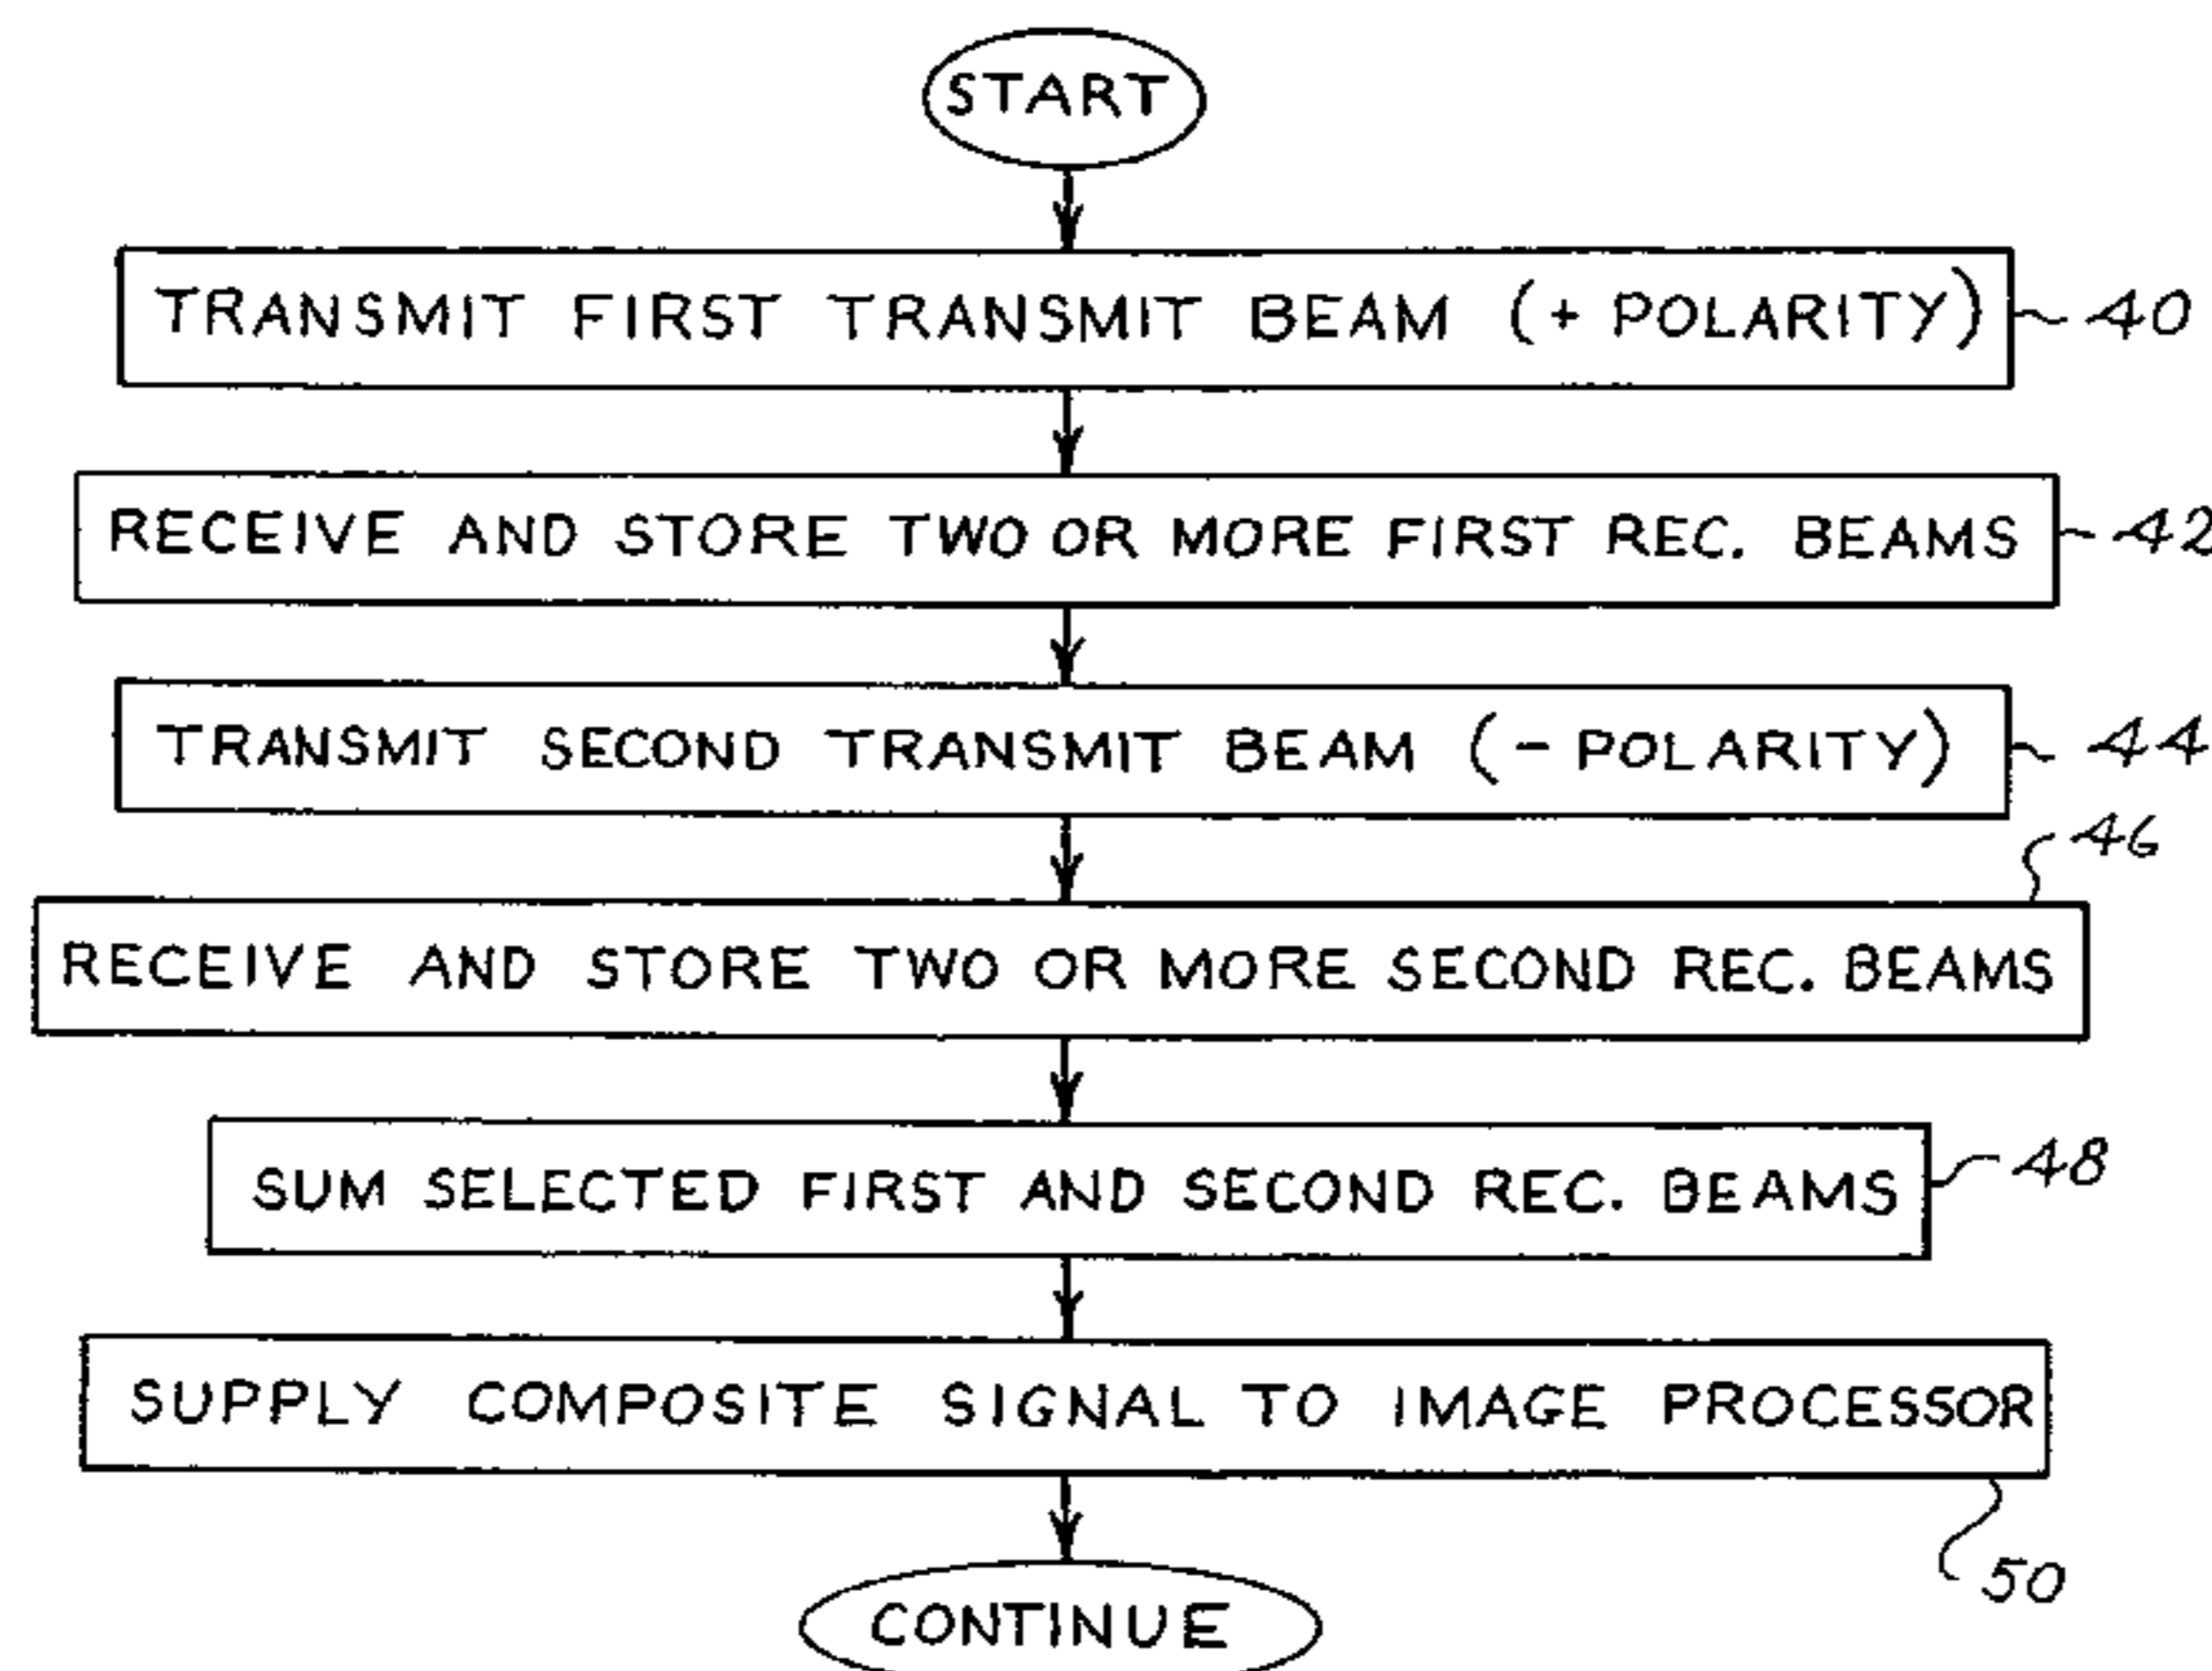 START
TRANSMIT FIRST TRANSMIT BEAM (+ POLARITY) 40
RECEIVE AND STORE TWO OR MORE FIRST REC. BEAMS 42
TRANSMIT SECOND TRANSMIT BEAM (- POLARITY) 44
46
RECEIVE AND STORE TWO OR MORE SECOND REC. BEAMS
SUM SELECTED FIRST AND SECOND REC. BEAMS 48
SUPPLY COMPOSITE SIGNAL TO IMAGE PROCESSOR
50
CONTINUE